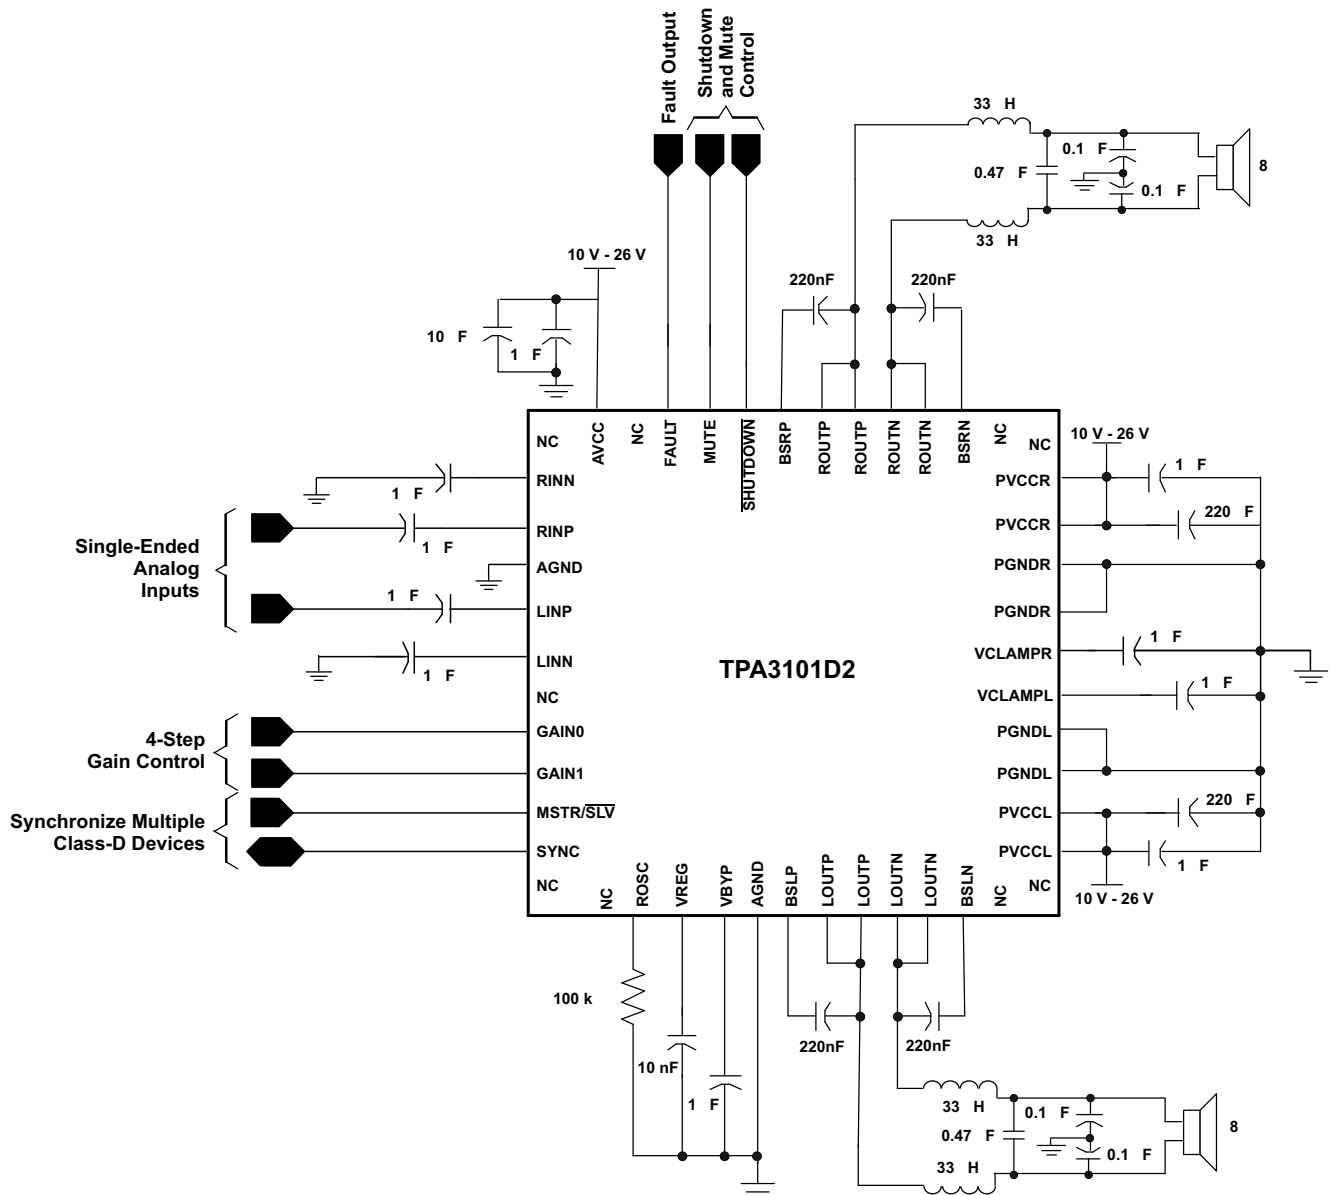 Fault Output
Shutdown
and Mute
Control
33 H
0.1 F
0.47 F
0.1 F
8
33 H
10 V - 26 V
220nF
220nF
10 F
1 F
NC
AVCC
NC
FAULT
MUTE
SHUTDOWN
BSRP
ROUTP
ROUTP
ROUTN
ROUTN
BSRN
NC
NC
10 V - 26 V
1 F
RINN
1 F
PVCCR
1 F
220 F
RINP
PVCCR
Single-Ended
Analog
Inputs
AGND
PGNDR
1 F
LINP
PGNDR
1 F
LINN
1 F
VCLAMPR
TPA3101D2
1 F
NC
VCLAMPL
4-Step
Gain Control
GAIN0
PGNDL
GAIN1
PGNDL
220 F
Synchronize Multiple
Class-D Devices
MSTR/SLV
PVCCL
SYNC
PVCCL
1 F
NC
NC
ROSC
VREG
VBYP
AGND
BSLP
LOUTP
LOUTP
LOUTN
LOUTN
BSLN
NC
NC
10 V - 26 V
100 k
220nF
220nF
10 nF
1 F
33 H
0.1 F
0.47 F
8
0.1 F
33 H